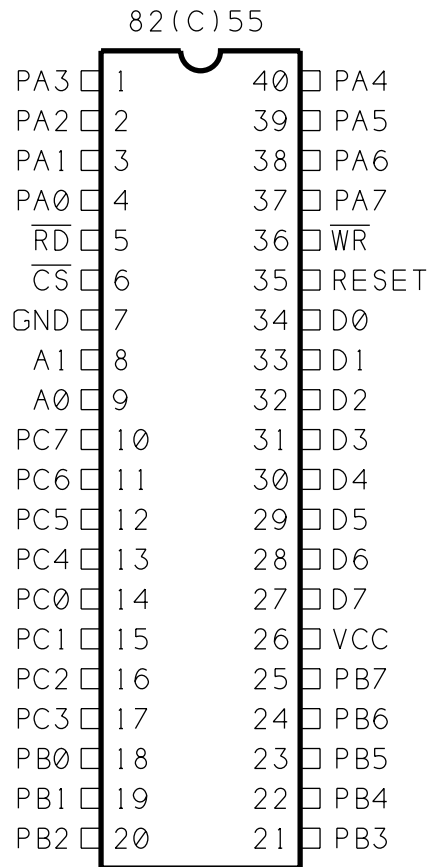 82(C)55
PA3 1 40 PA4
PA2 2 39 PA5
PA1 3 38 PA6
PA0 4 37 PA7
R̅D̅ 5 36 W̅R̅
C̅S̅ 6 35 RESET
GND 7 34 D0
A1 8 33 D1
A0 9 32 D2
PC7 10 31 D3
PC6 11 30 D4
PC5 12 29 D5
PC4 13 28 D6
PC0 14 27 D7
PC1 15 26 VCC
PC2 16 25 PB7
PC3 17 24 PB6
PB0 18 23 PB5
PB1 19 22 PB4
PB2 20 21 PB3